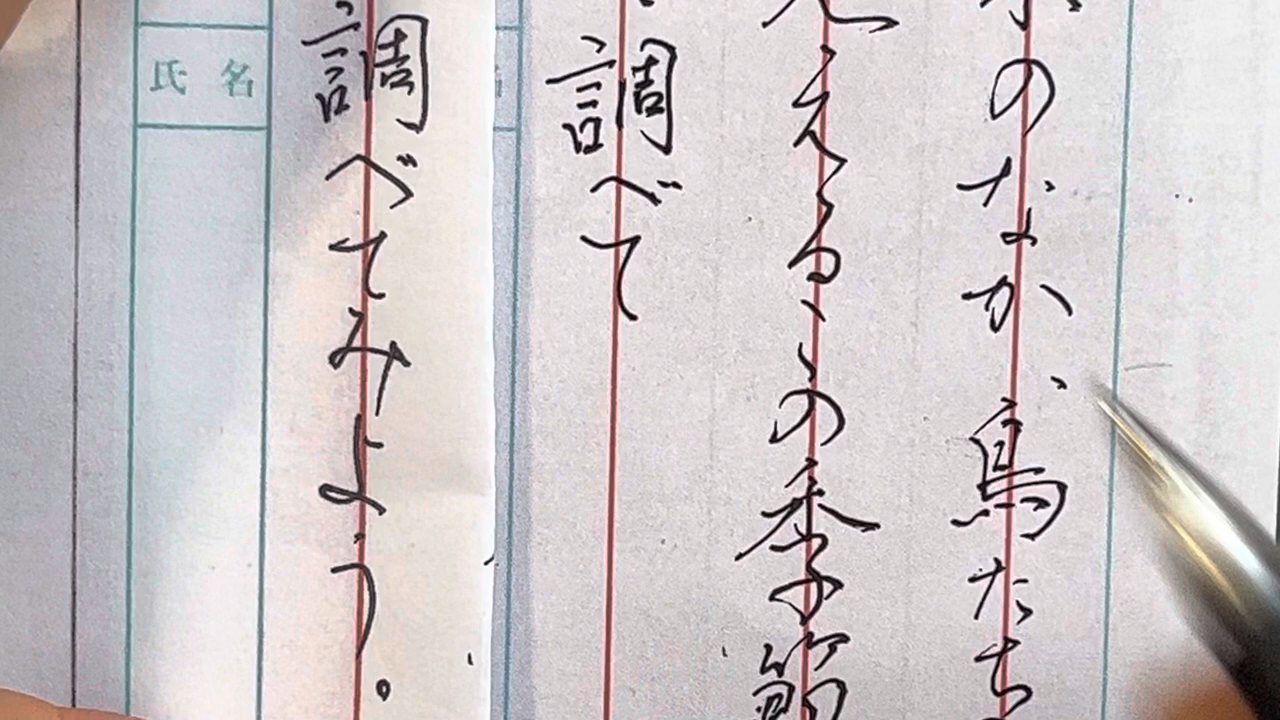 のなか、鳥たち
見える、この季節
調べて
調べてみよう。
氏名